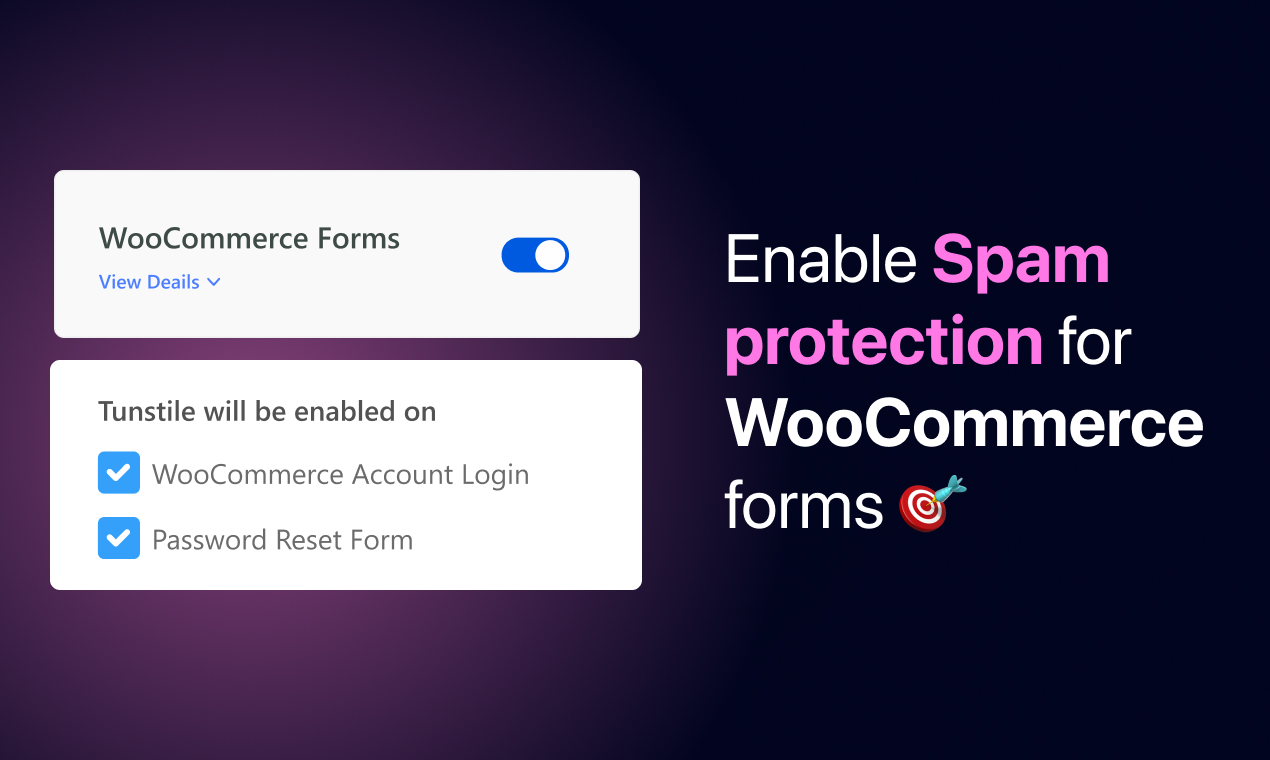 WooCommerce Forms
View Deails
Tunstile will be enabled on
WooCommerce Account Login
Password Reset Form
Enable Spam
protection for
WooCommerce
forms 🎯